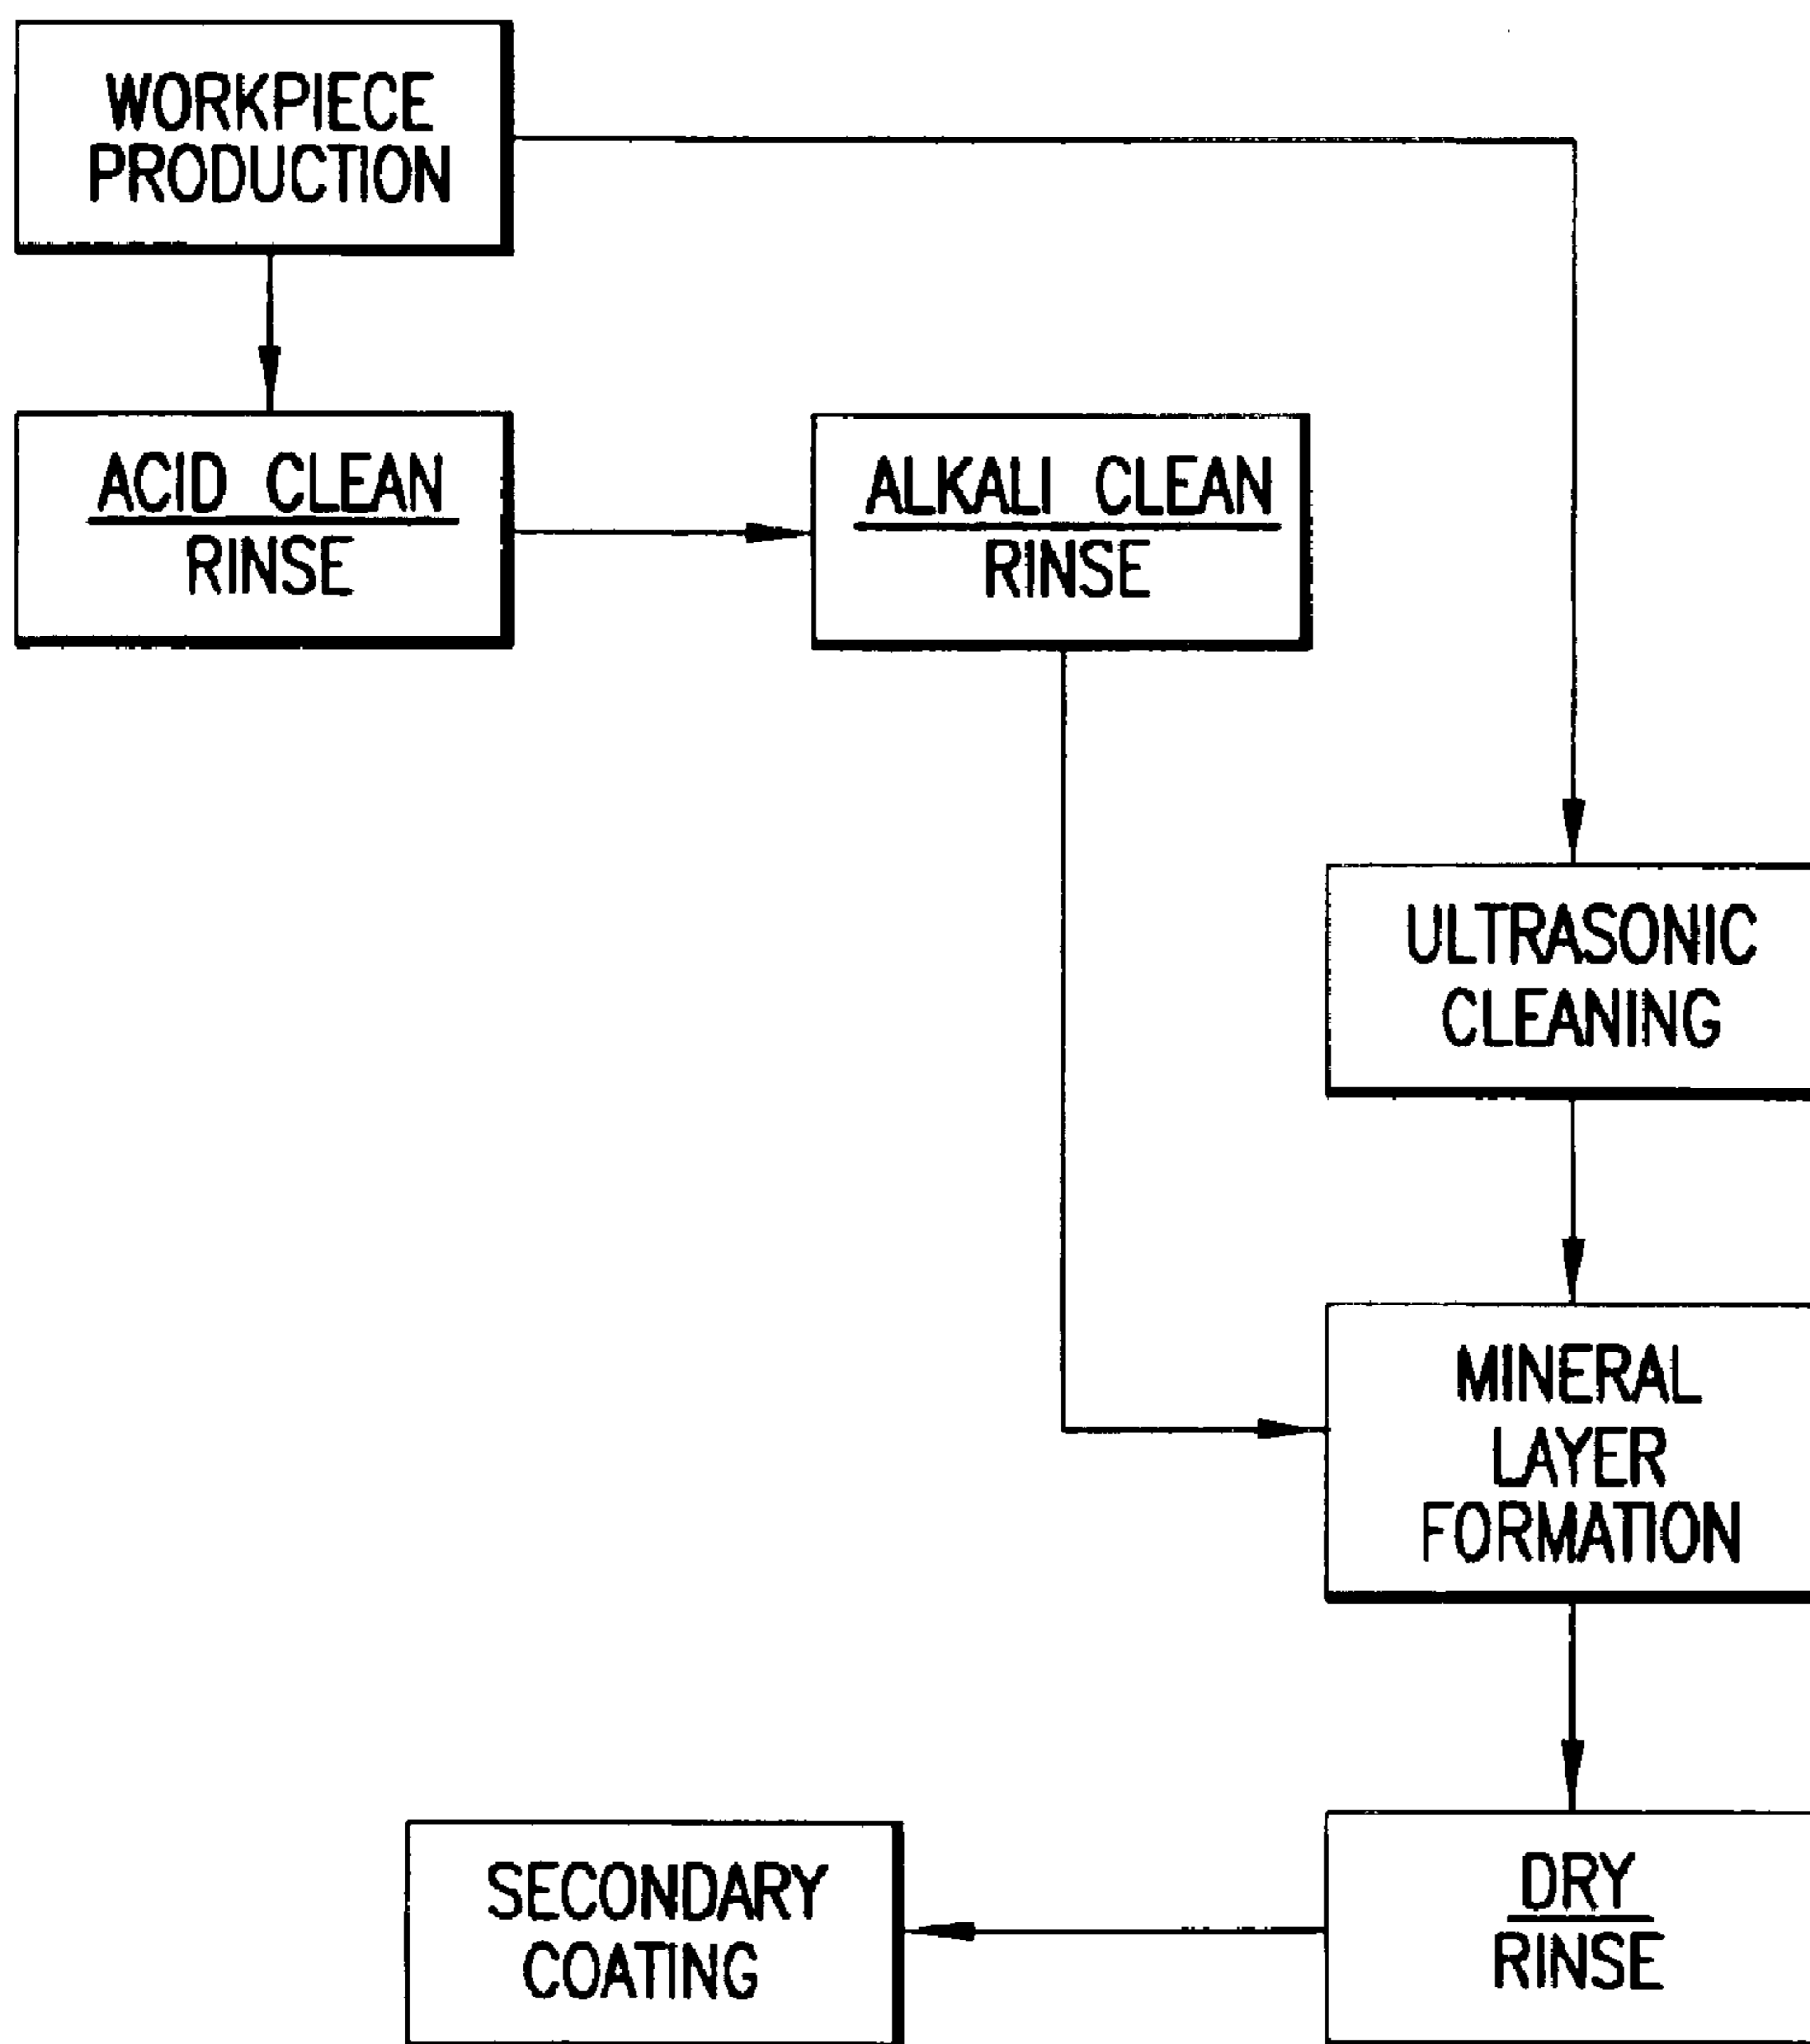 WORKPIECE
PRODUCTION
ACID CLEAN
RINSE
ALKALI CLEAN
RINSE
ULTRASONIC
CLEANING
MINERAL
LAYER
FORMATION
SECONDARY
COATING
DRY
RINSE